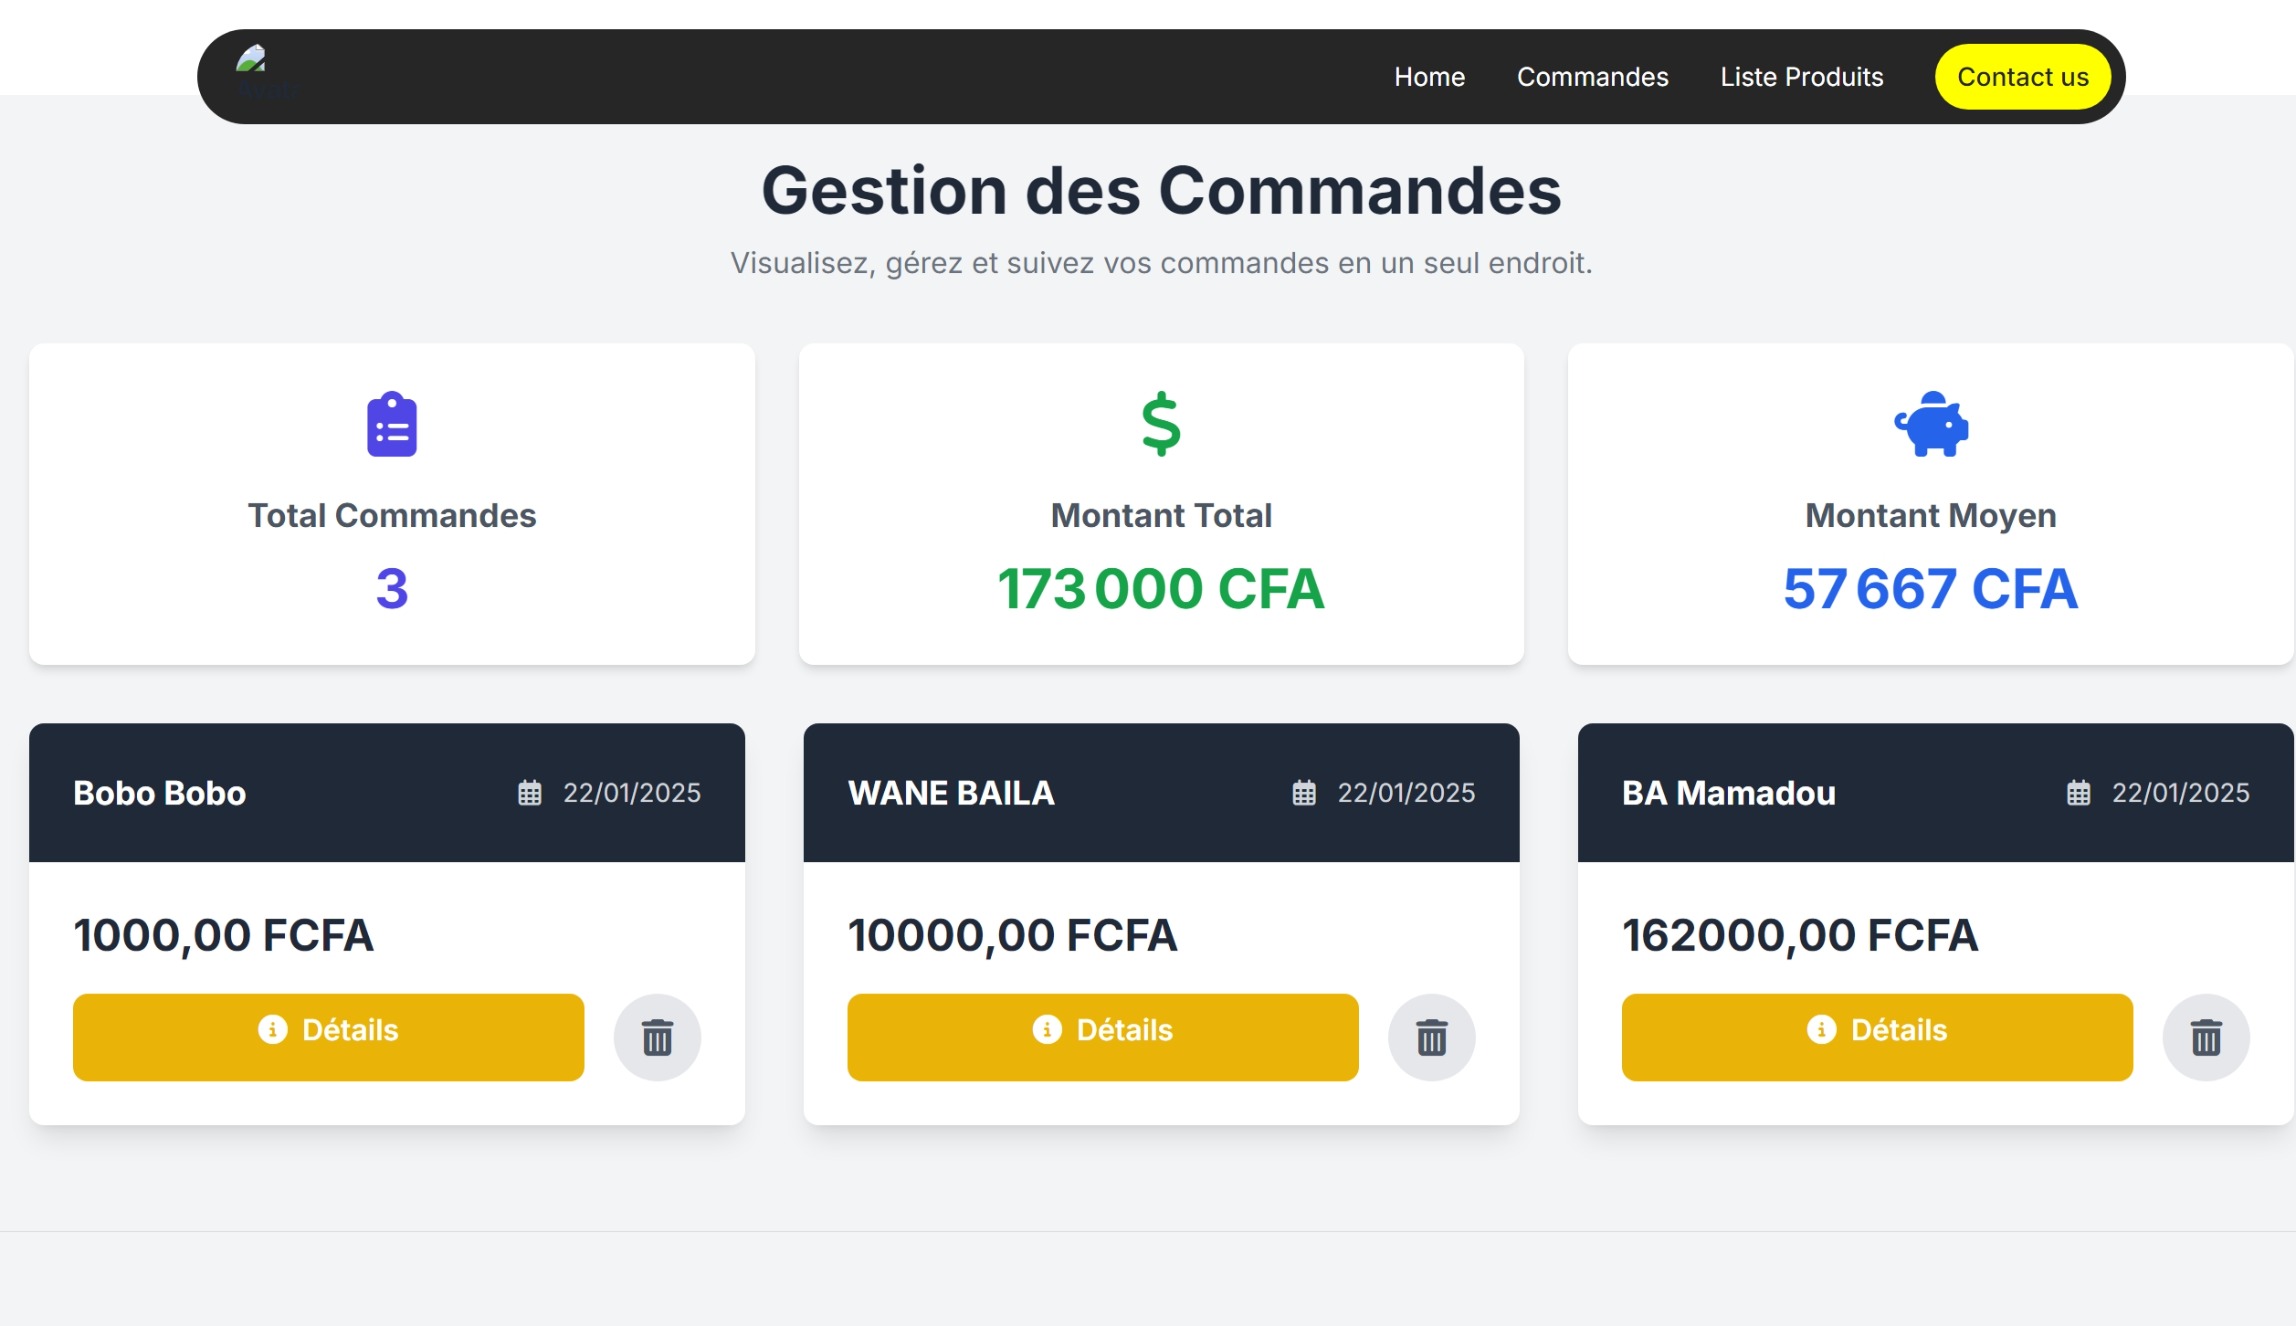 Home Commandes Liste Produits Contact us
Gestion des Commandes
Visualisez, gérez et suivez vos commandes en un seul endroit.
Total Commandes
3
Montant Total
173 000 CFA
Montant Moyen
57 667 CFA
Bobo Bobo 22/01/2025
1000,00 FCFA
Détails
WANE BAILA 22/01/2025
10000,00 FCFA
Détails
BA Mamadou 22/01/2025
162000,00 FCFA
Détails